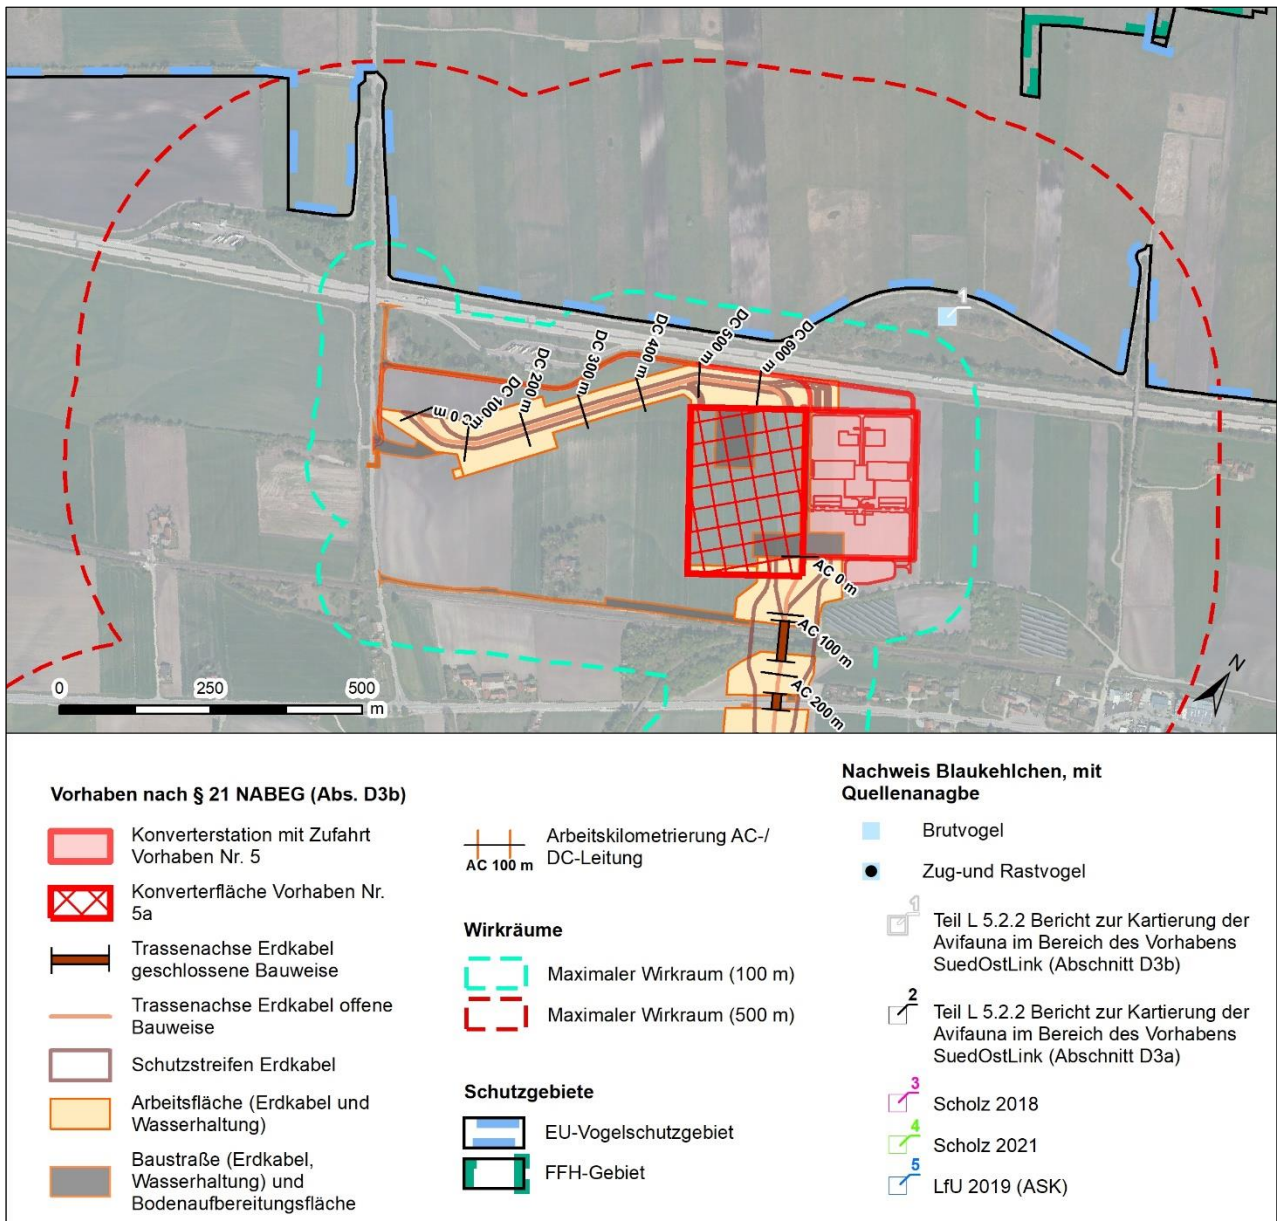 1
DC 0 m
DC 100 m
DC 200 m
DC 300 m
DC 400 m
DC 500 m
DC 600 m
AC 0 m
AC 100 m
AC 200 m
0 250 500
m
N
Vorhaben nach § 21 NABEG (Abs. D3b)
Konverterstation mit Zufahrt
Vorhaben Nr. 5
Konverterfläche Vorhaben Nr.
5a
Trassenachse Erdkabel
geschlossene Bauweise
Trassenachse Erdkabel offene
Bauweise
Schutzstreifen Erdkabel
Arbeitsfläche (Erdkabel und
Wasserhaltung)
Baustraße (Erdkabel,
Wasserhaltung) und
Bodenaufbereitungsfläche
AC 100 m
Arbeitskilometrierung AC-/
DC-Leitung
Wirkräume
Maximaler Wirkraum (100 m)
Maximaler Wirkraum (500 m)
Schutzgebiete
EU-Vogelschutzgebiet
FFH-Gebiet
Nachweis Blaukehlchen, mit
Quellenanagbe
Brutvogel
Zug-und Rastvogel
1
Teil L 5.2.2 Bericht zur Kartierung der
Avifauna im Bereich des Vorhabens
SuedOstLink (Abschnitt D3b)
2
Teil L 5.2.2 Bericht zur Kartierung der
Avifauna im Bereich des Vorhabens
SuedOstLink (Abschnitt D3a)
3
Scholz 2018
4
Scholz 2021
5
LfU 2019 (ASK)